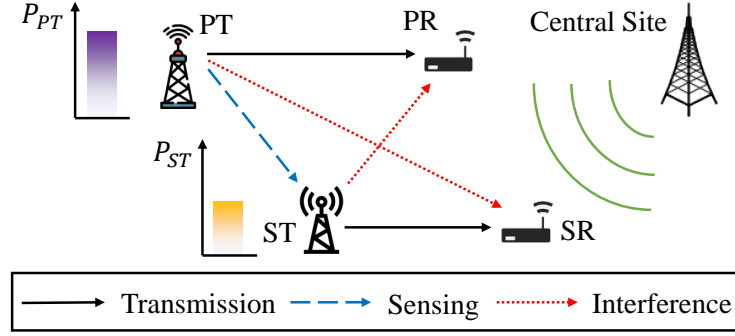 P_PT
PT
PR
Central Site
P_ST
ST
SR
Transmission
Sensing
Interference